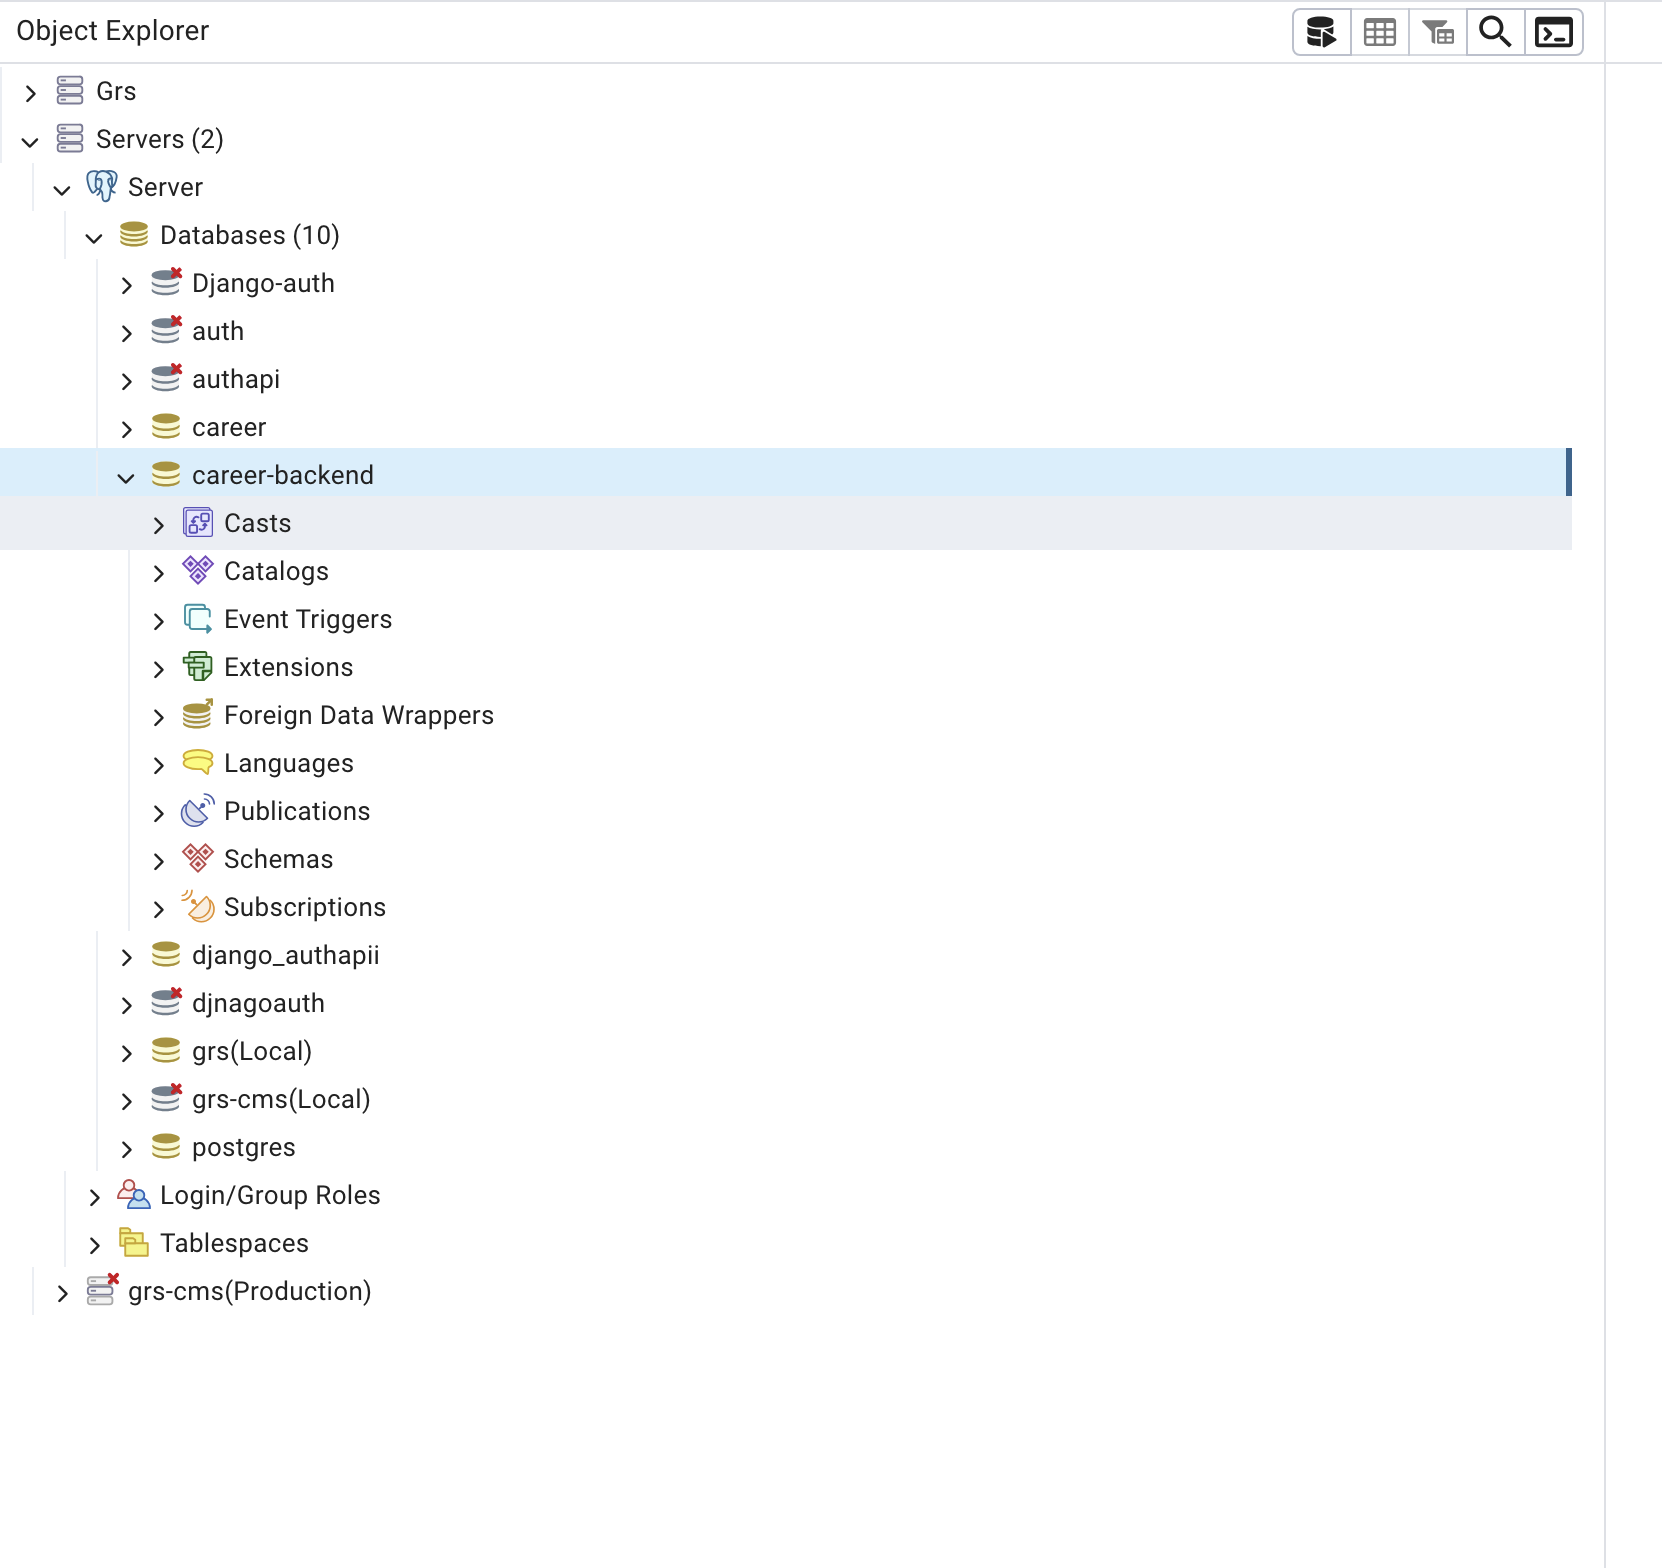 Object Explorer
Grs
Servers (2)
Server
Databases (10)
Django-auth
auth
authapi
career
career-backend
Casts
Catalogs
Event Triggers
Extensions
Foreign Data Wrappers
Languages
Publications
Schemas
Subscriptions
django_authapii
djnagoauth
grs(Local)
grs-cms(Local)
postgres
Login/Group Roles
Tablespaces
grs-cms(Production)